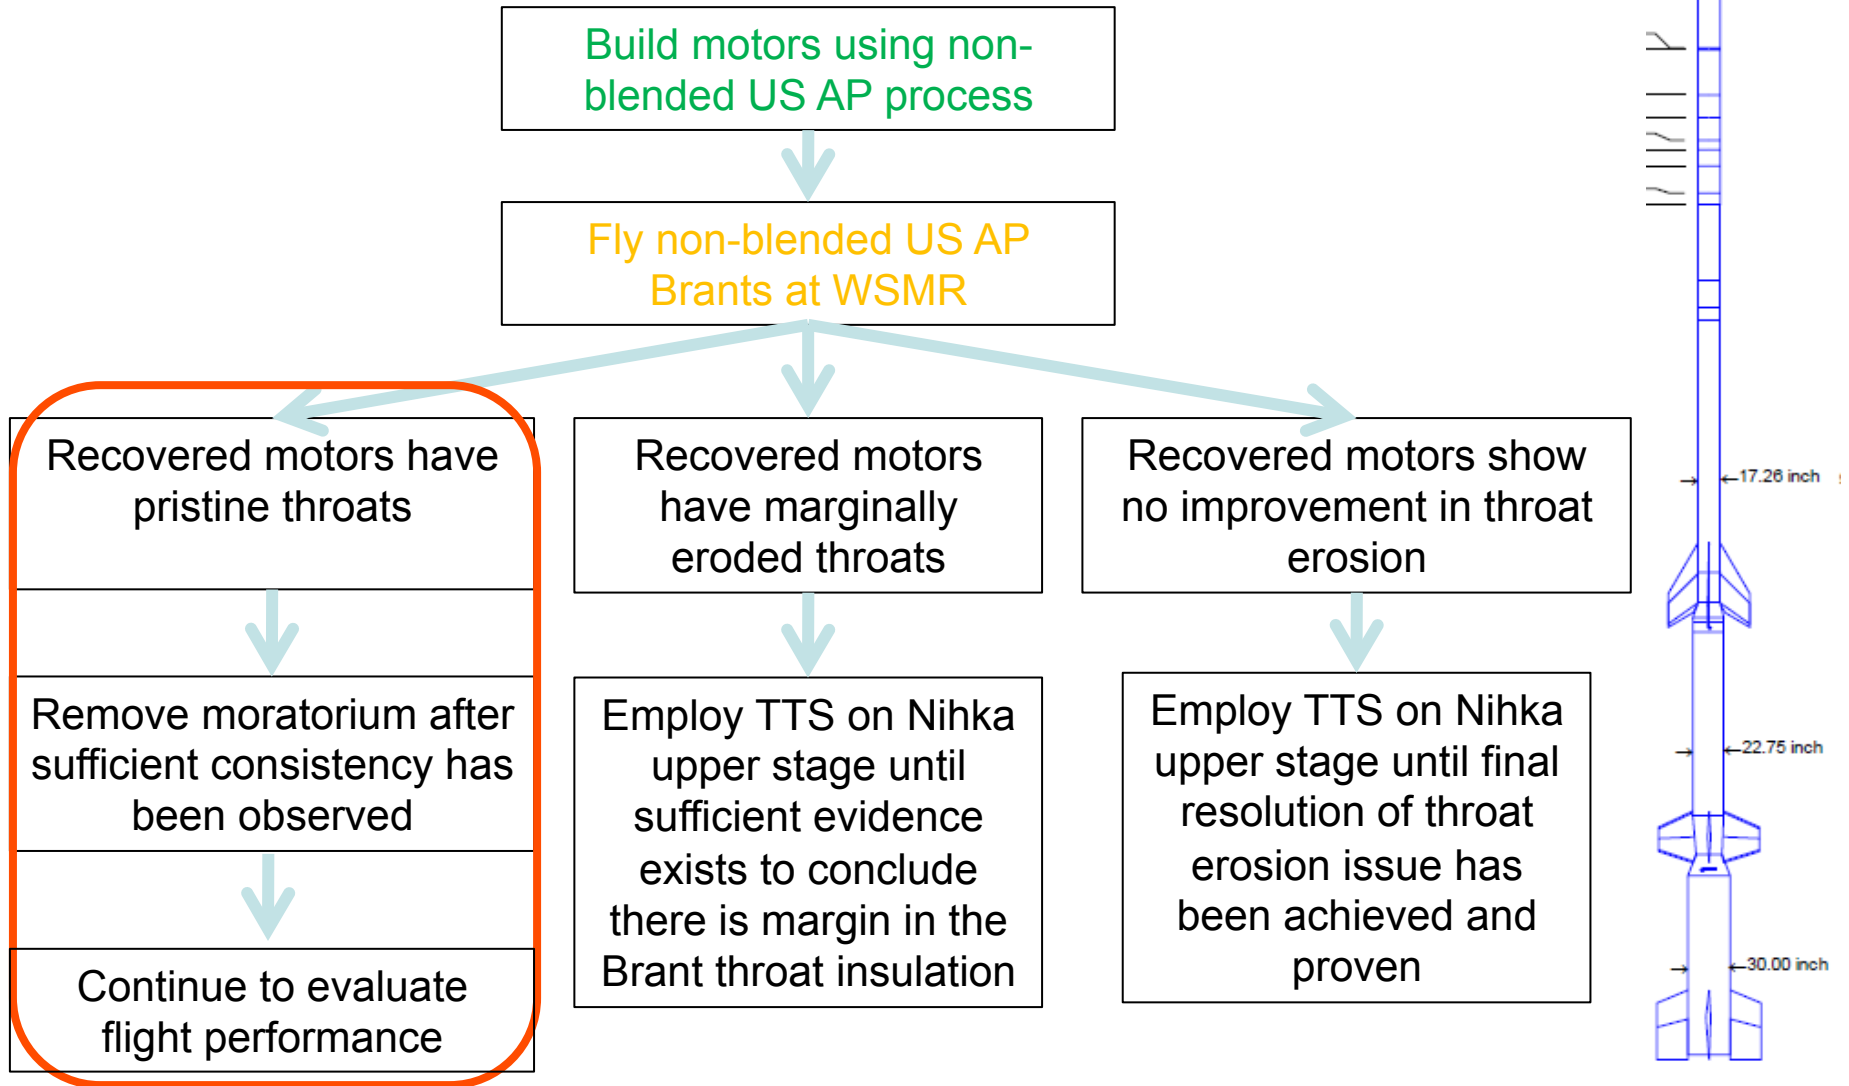 Build motors using non-
blended US AP process
Fly non-blended US AP
Brants at WSMR
Recovered motors have
pristine throats
Remove moratorium after
sufficient consistency has
been observed
Continue to evaluate
flight performance
Recovered motors
have marginally
eroded throats
Employ TTS on Nihka
upper stage until
sufficient evidence
exists to conclude
there is margin in the
Brant throat insulation
Recovered motors show
no improvement in throat
erosion
Employ TTS on Nihka
upper stage until final
resolution of throat
erosion issue has
been achieved and
proven
17.26 inch
22.75 inch
30.00 inch